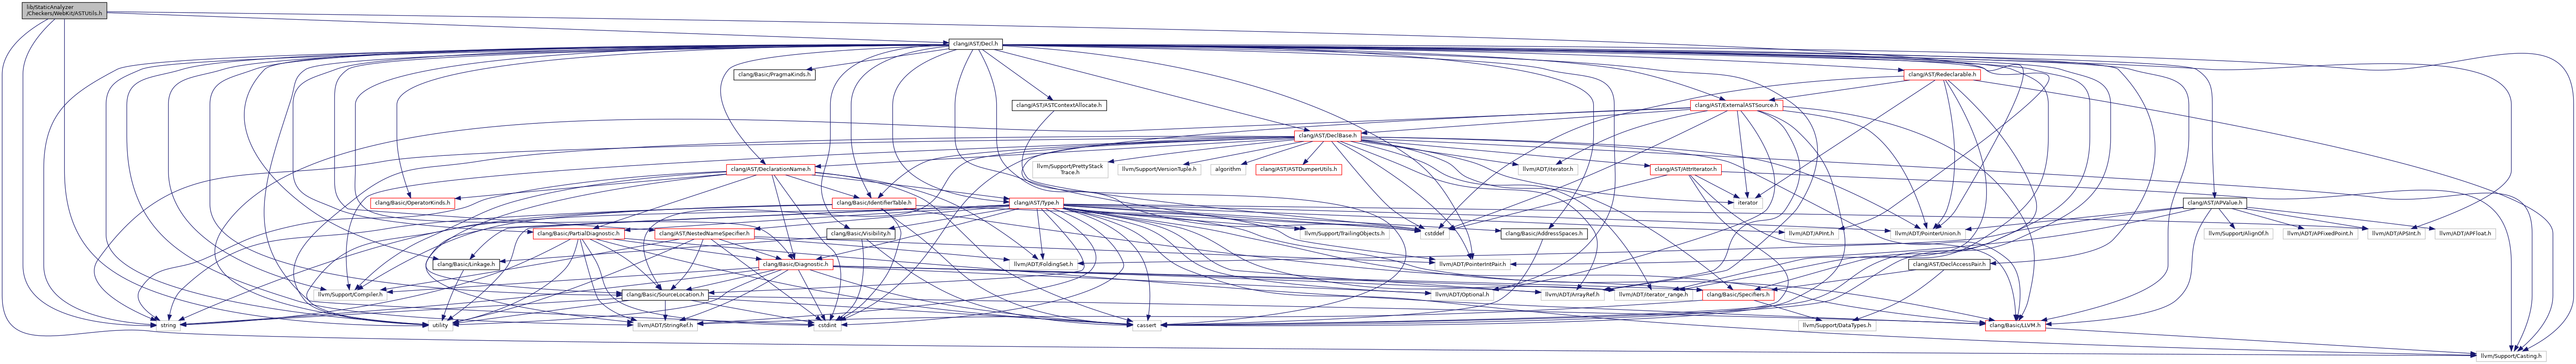 lib/StaticAnalyzer
/Checkers/WebKit/ASTUtils.h
clang/AST/Decl.h
clang/Basic/PragmaKinds.h
clang/AST/Redeclarable.h
clang/AST/ASTContextAllocate.h
clang/AST/ExternalASTSource.h
clang/AST/DeclBase.h
clang/AST/DeclarationName.h
llvm/Support/PrettyStack
Trace.h
llvm/Support/VersionTuple.h
algorithm
clang/AST/ASTDumperUtils.h
llvm/ADT/iterator.h
clang/AST/AttrIterator.h
clang/Basic/OperatorKinds.h
clang/Basic/IdentifierTable.h
clang/AST/Type.h
iterator
clang/AST/APValue.h
clang/Basic/PartialDiagnostic.h
clang/AST/NestedNameSpecifier.h
clang/Basic/Visibility.h
llvm/Support/TrailingObjects.h
cstddef
clang/Basic/AddressSpaces.h
llvm/ADT/APInt.h
llvm/ADT/PointerUnion.h
llvm/Support/AlignOf.h
llvm/ADT/APFixedPoint.h
llvm/ADT/APSInt.h
llvm/ADT/APFloat.h
clang/Basic/Linkage.h
clang/Basic/Diagnostic.h
llvm/ADT/FoldingSet.h
llvm/ADT/PointerIntPair.h
clang/AST/DeclAccessPair.h
llvm/Support/Compiler.h
clang/Basic/SourceLocation.h
llvm/ADT/Optional.h
llvm/ADT/ArrayRef.h
llvm/ADT/iterator_range.h
clang/Basic/Specifiers.h
string
utility
llvm/ADT/StringRef.h
cstdint
cassert
llvm/Support/DataTypes.h
clang/Basic/LLVM.h
llvm/Support/Casting.h